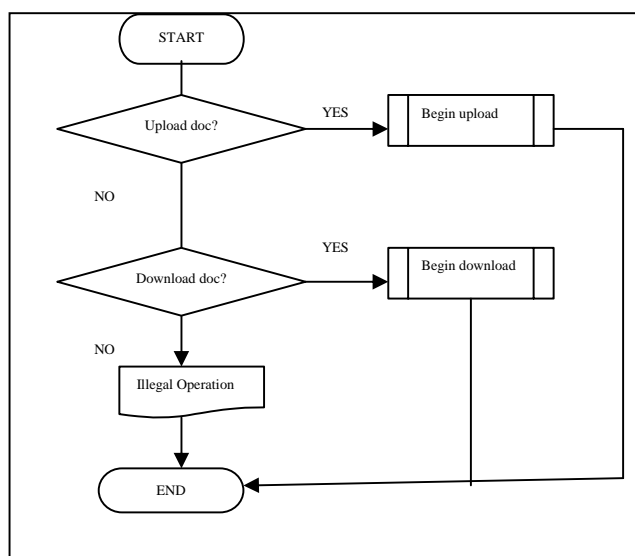 START
YES
Upload doc?
Begin upload
NO
YES
Download doc?
Begin download
NO
Illegal Operation
END